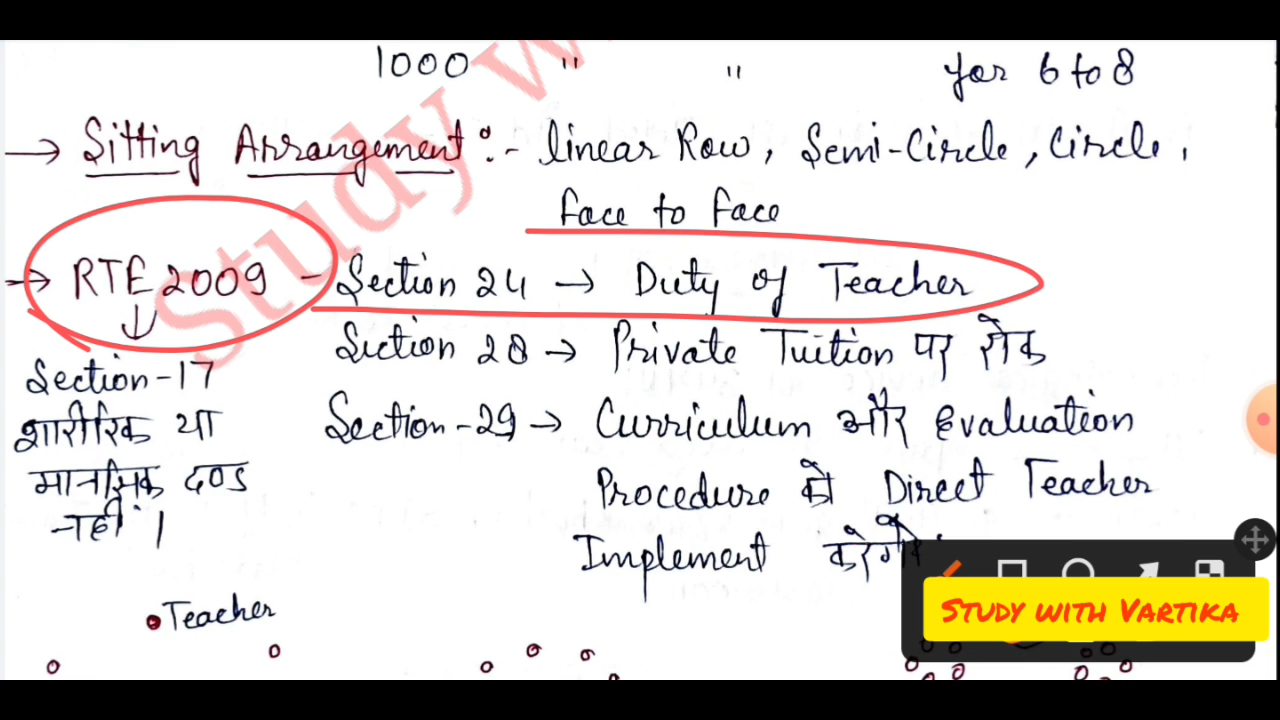 1000 " " for 6 to 8
→ Sitting Arrangement :- linear Row, Semi-Circle, Circle,
face to face
→ RTE 2009 - Section 24 → Duty of Teacher
Section 28 → Private Tuition पर रोक
Section-17
शारीरिक या
मानसिक दण्ड
नहीं।
Section-29 → Curriculum और Evaluation
Procedure को Direct Teacher
Implement करेगे
Teacher
Study w
STUDY WITH VARTIKA